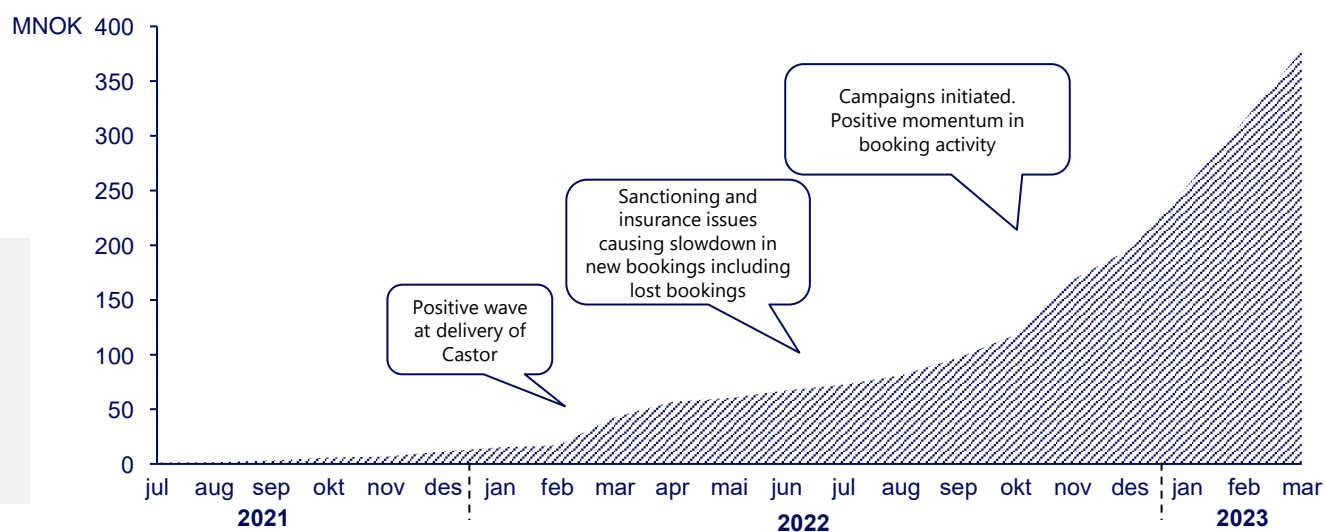 MNOK
400
350
300
250
200
150
100
50
0
Campaigns initiated.
Positive momentum in
booking activity
Sanctioning and
insurance issues
causing slowdown in
new bookings including
lost bookings
Positive wave
at delivery of
Castor
jul aug sep okt nov des jan feb mar apr mai jun jul aug sep okt nov des jan feb mar
2021 2022 2023